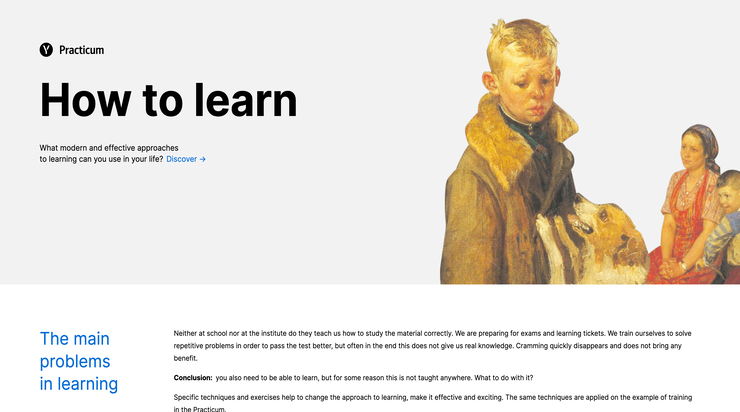 Practicum
How to learn
What modern and effective approaches
to learning can you use in your life? Discover →
The main
problems
in learning
Neither at school nor at the institute do they teach us how to study the material correctly. We are preparing for exams and learning tickets. We train ourselves to solve
repetitive problems in order to pass the test better, but often in the end this does not give us real knowledge. Cramming quickly disappears and does not bring any
benefit.
Conclusion: you also need to be able to learn, but for some reason this is not taught anywhere. What to do with it?
Specific techniques and exercises help to change the approach to learning, make it effective and exciting. The same techniques are applied on the example of training
in the Practicum.